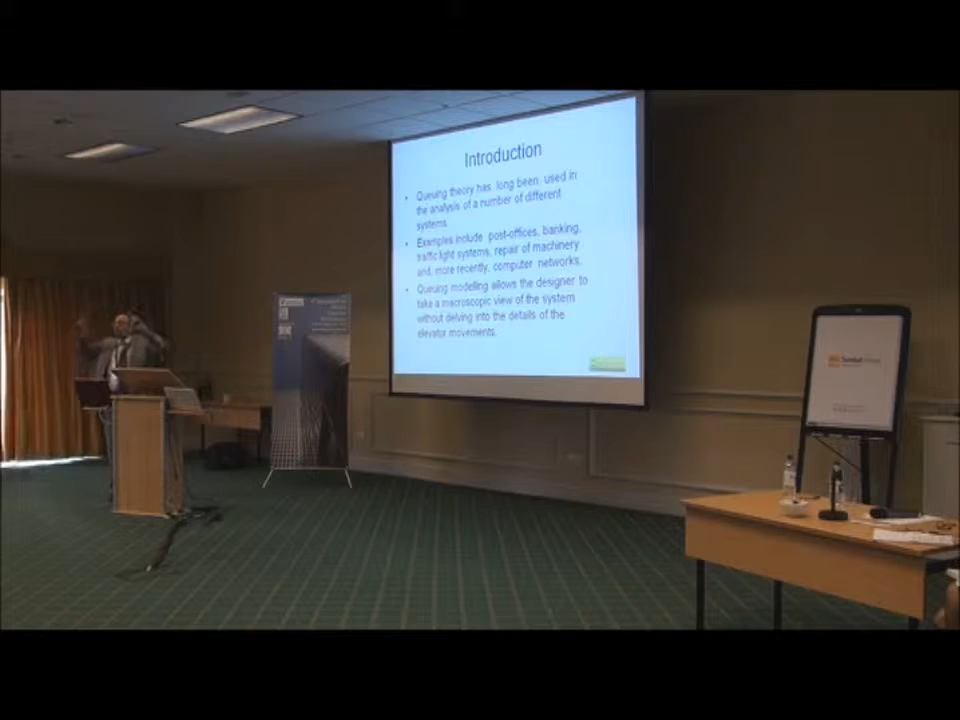 Introduction
• Queuing theory has long been, used in
the analysis of a number of different
systems.
• Examples include post-offices, banking,
traffic light systems, repair of machinery
and, more recently, computer networks.
• Queuing modelling allows the designer to
take a macroscopic view of the system
without delving into the details of the
elevator movements.